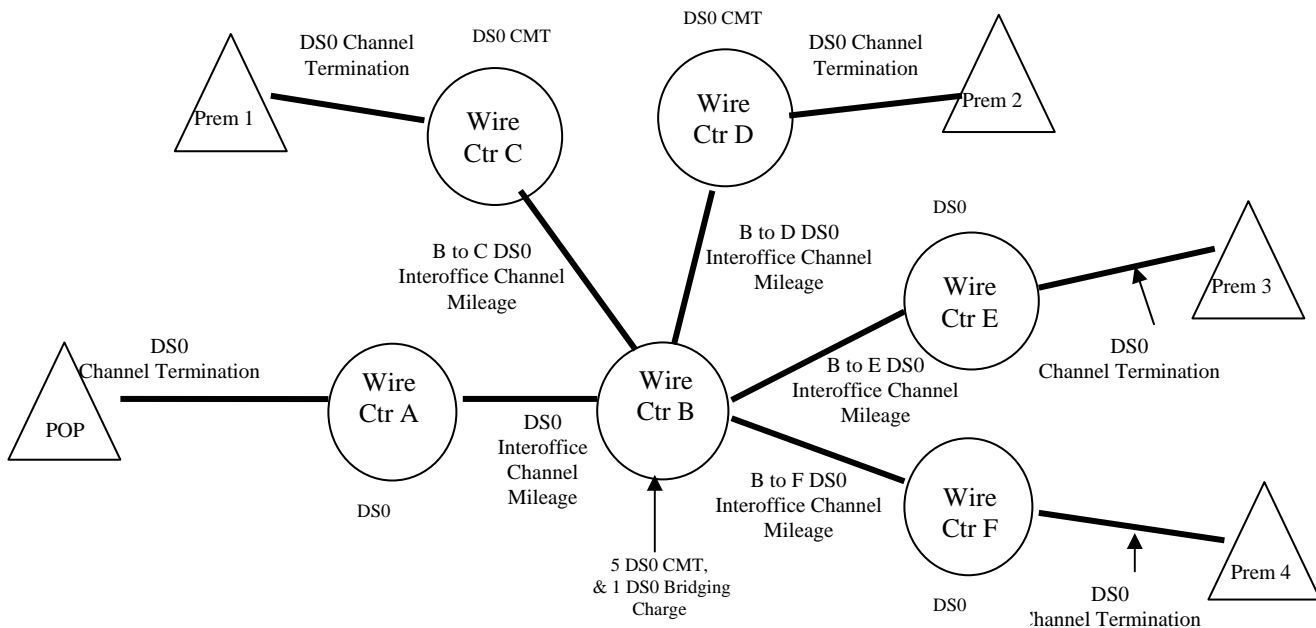 DS0 CMT
DS0 Channel
Termination
Prem 1
Wire
Ctr C
DS0 CMT
DS0 Channel
Termination
Wire
Ctr D
Prem 2
B to C DS0
Interoffice Channel
Mileage
B to D DS0
Interoffice Channel
Mileage
DS0
Wire
Ctr E
Prem 3
DS0
Channel Termination
DS0
Channel Termination
POP
Wire
Ctr A
DS0
DS0
Interoffice
Channel
Mileage
Wire
Ctr B
B to E DS0
Interoffice Channel
Mileage
B to F DS0
Interoffice Channel
Mileage
Wire
Ctr F
DS0
Prem 4
DS0
Channel Termination
5 DS0 CMT,
& 1 DS0 Bridging
Charge